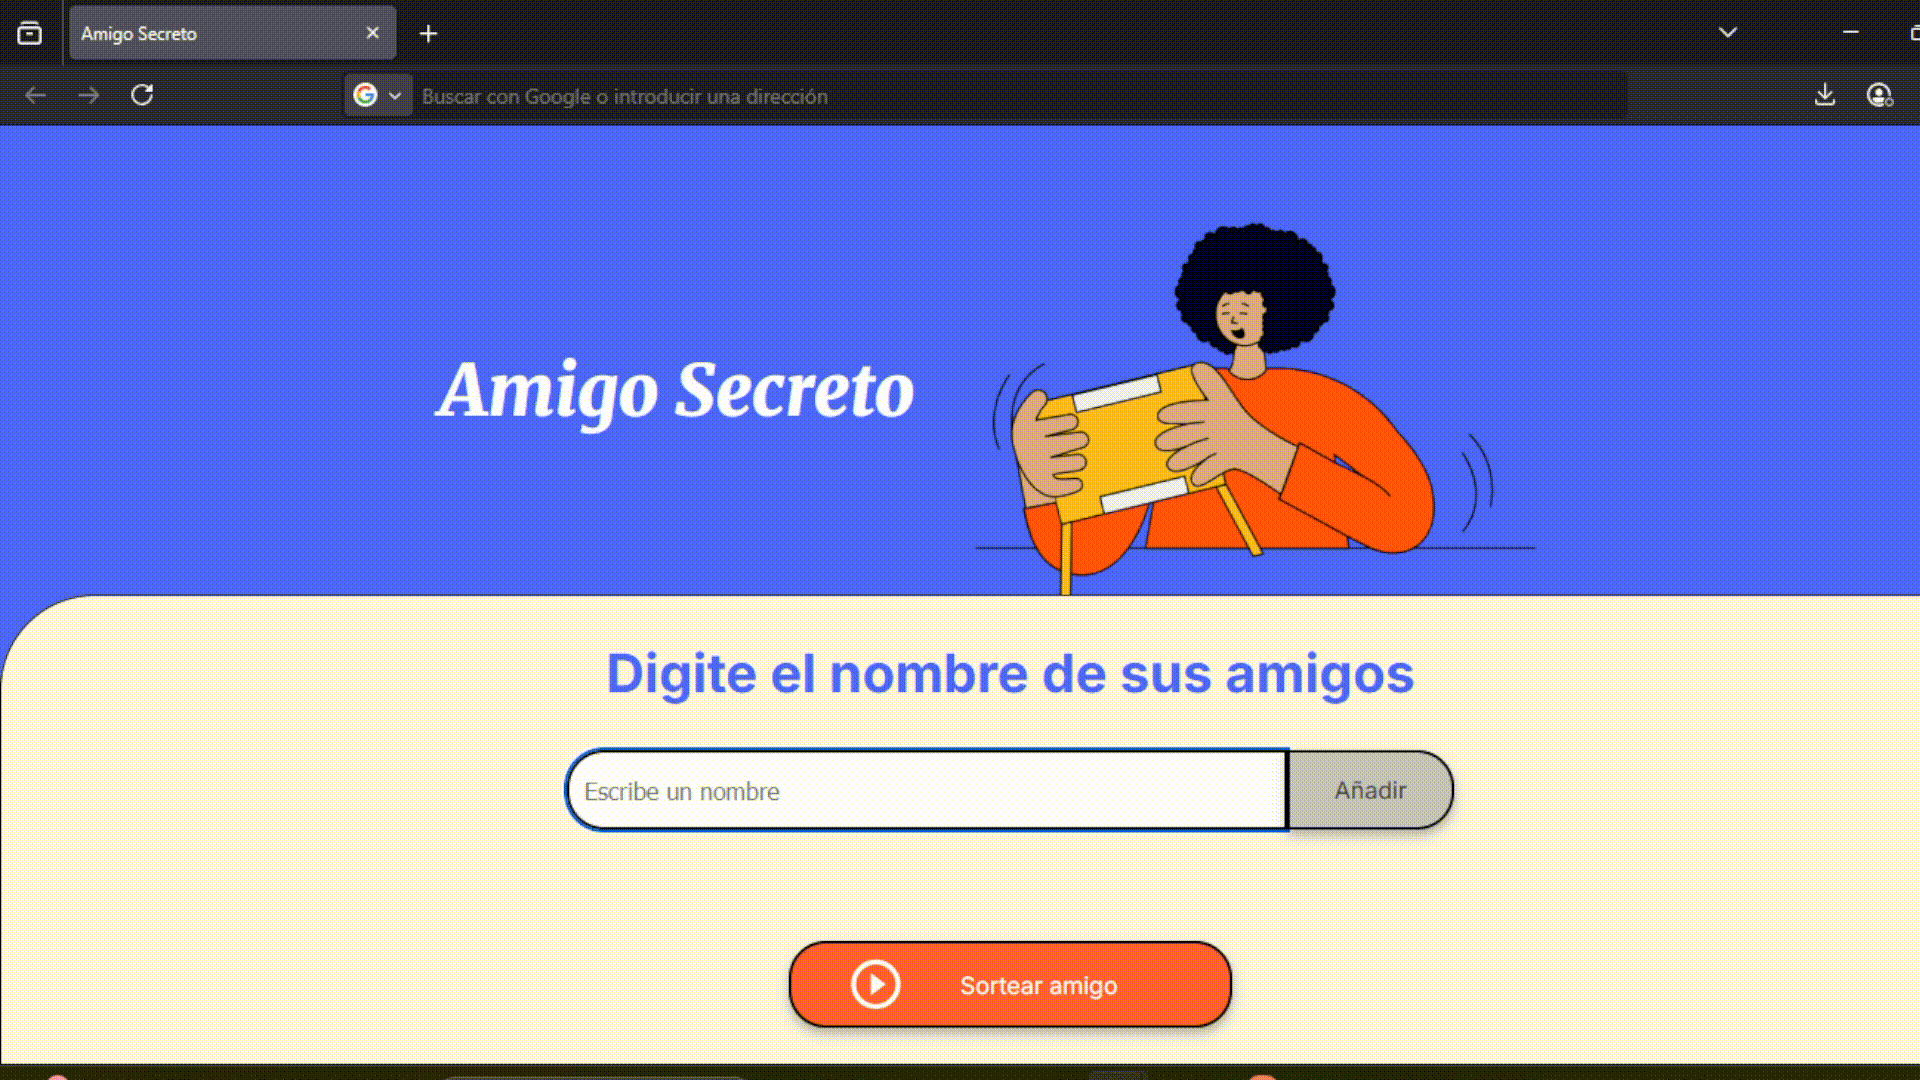 Amigo Secreto
Buscar con Google o introducir una dirección
Amigo Secreto
Digite el nombre de sus amigos
Escribe un nombre
Añadir
Sortear amigo